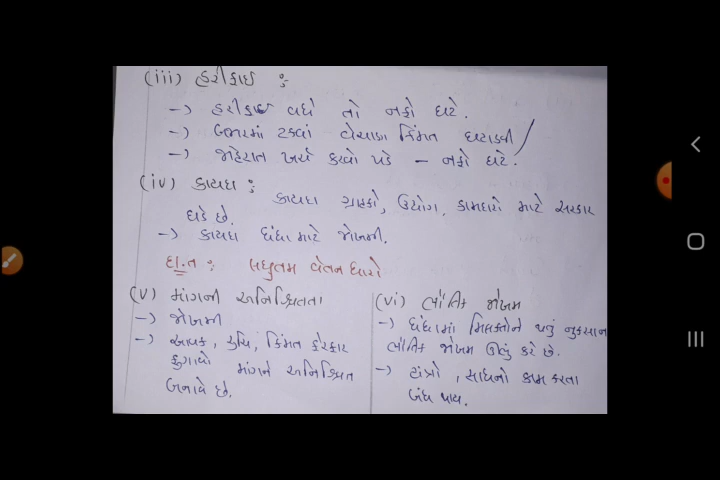 (iii) હરીફાઈ :-
-> હરીફાઈ વધે તો નફો ઘટે.
-> બજારમાં ટકવાં વેચાણ કિંમત ઘટાડવી
-> જાહેરાત ખર્ચ કરવો પડે - નફો ઘટે.
(iv) કાયદા :
કાયદા ગ્રાહકો, ઉદ્યોગ, કામદારો માટે સરકાર
ઘડે છે.
-> કાયદા ધંધા માટે જોખમી.
દા.ત : લઘુતમ વેતન ધારો
(v) માંગની અનિશ્ચિતતા
-> જોખમી
-> આવક, રુચિ, કિંમત ફેરફાર
ફુગાવો માંગને અનિશ્ચિત
બનાવે છે.
(vi) ભૌતિક જોખમ
-> ધંધામાં મિલકતોને થતું નુકસાન
ભૌતિક જોખમ ઊભું કરે છે.
-> યંત્રો, સાધનો કામ કરતા
બંધ થાય.